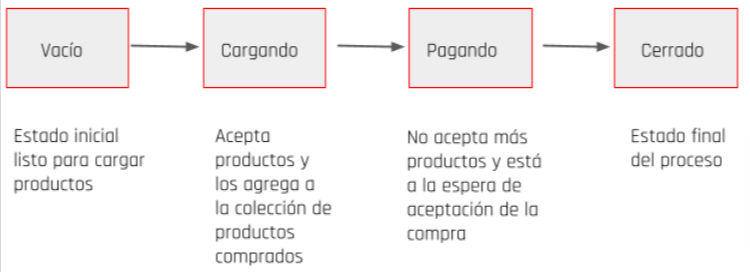 Vacío
Cargando
Pagando
Cerrado
Estado inicial
listo para cargar
productos
Acepta
productos y
los agrega a
la colección de
productos
comprados
No acepta más
productos y está
a la espera de
aceptación de la
compra
Estado final
del proceso